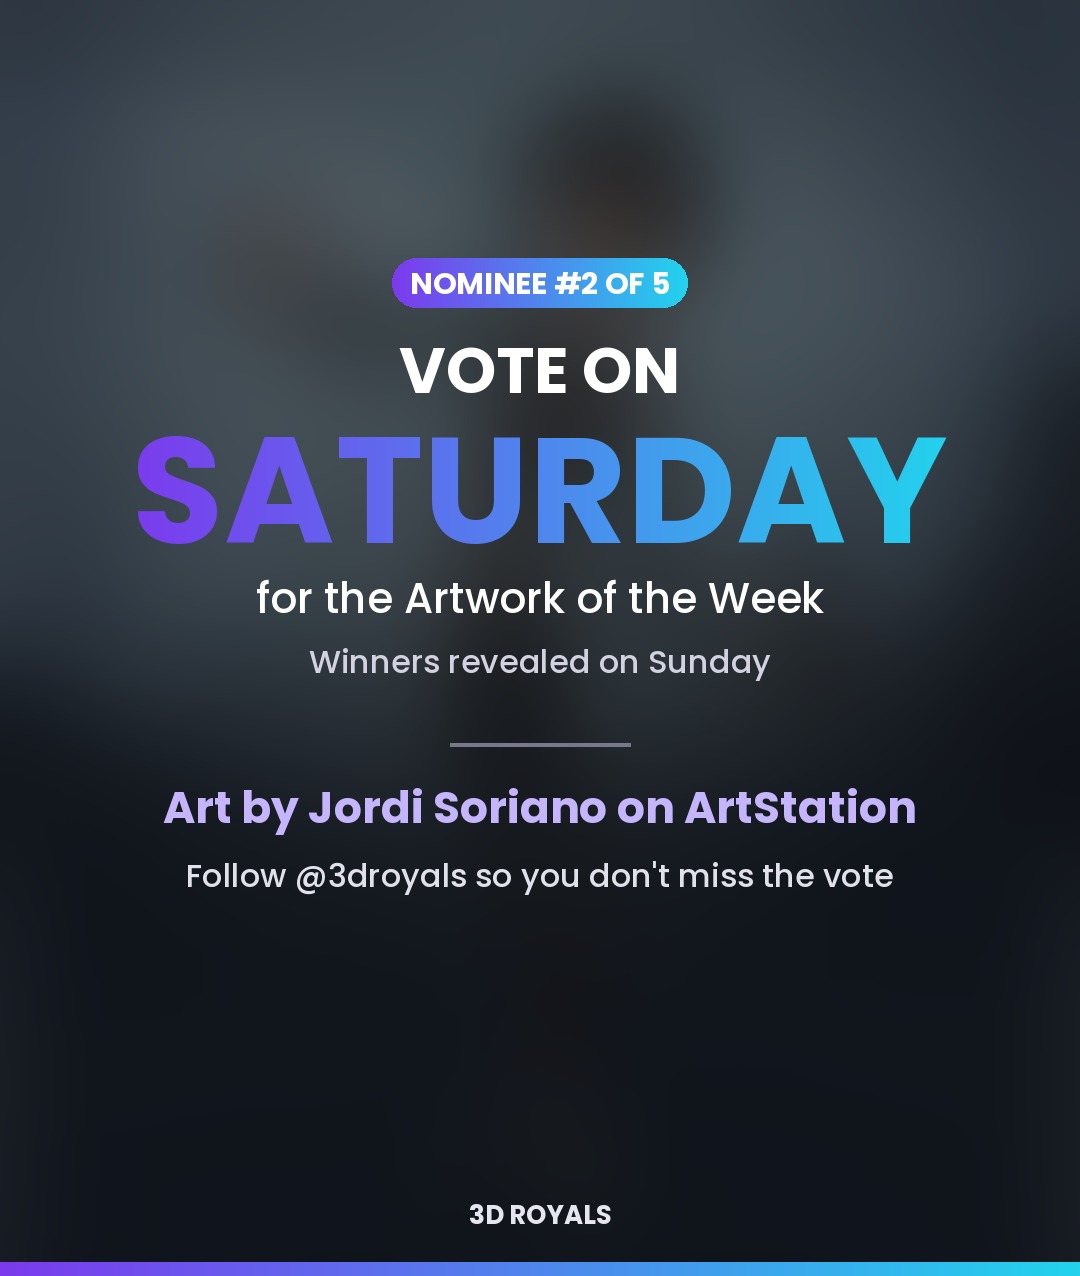 NOMINEE #2 OF 5
VOTE ON
SATURDAY
for the Artwork of the Week
Winners revealed on Sunday
Art by Jordi Soriano on ArtStation
Follow @3droyals so you don't miss the vote
3D ROYALS